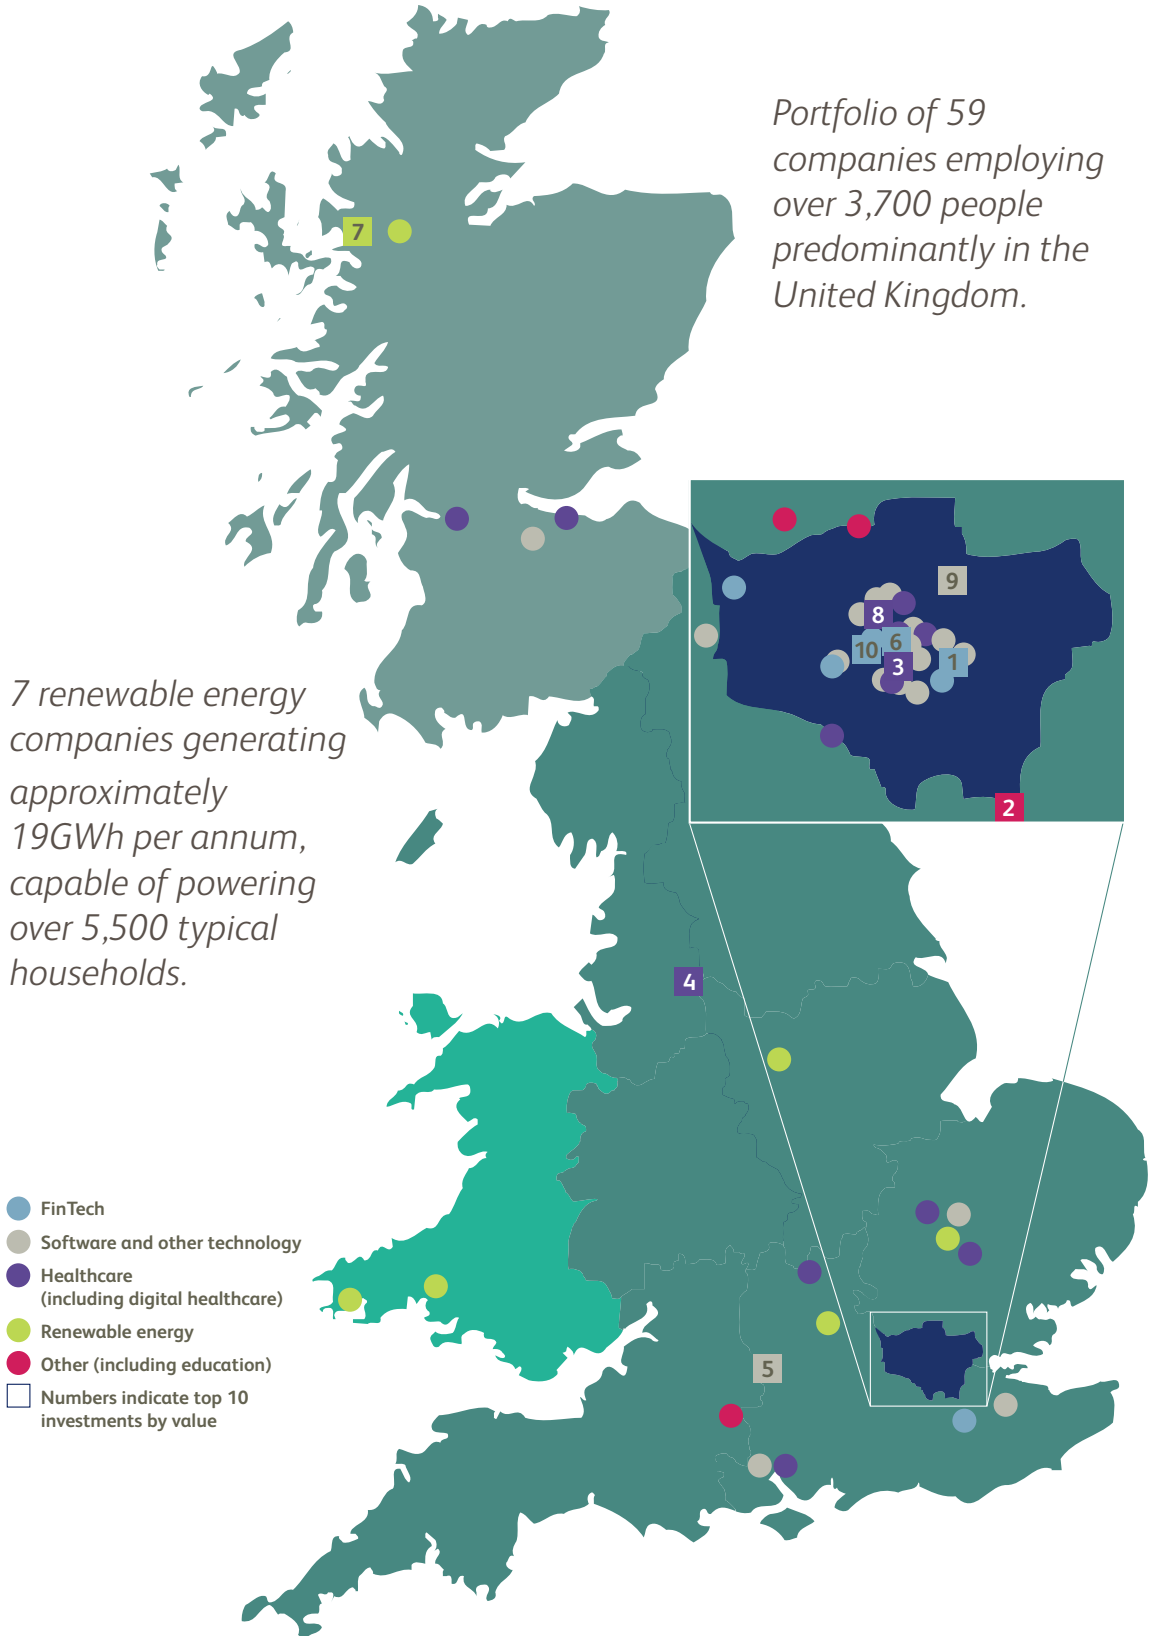 Portfolio of 59
companies employing
over 3,700 people
predominantly in the
United Kingdom.
7
9
8
6
10
1
3
2
7 renewable energy
companies generating
approximately
19GWh per annum,
capable of powering
over 5,500 typical
households.
4
5
FinTech
Software and other technology
Healthcare
(including digital healthcare)
Renewable energy
Other (including education)
Numbers indicate top 10
investments by value